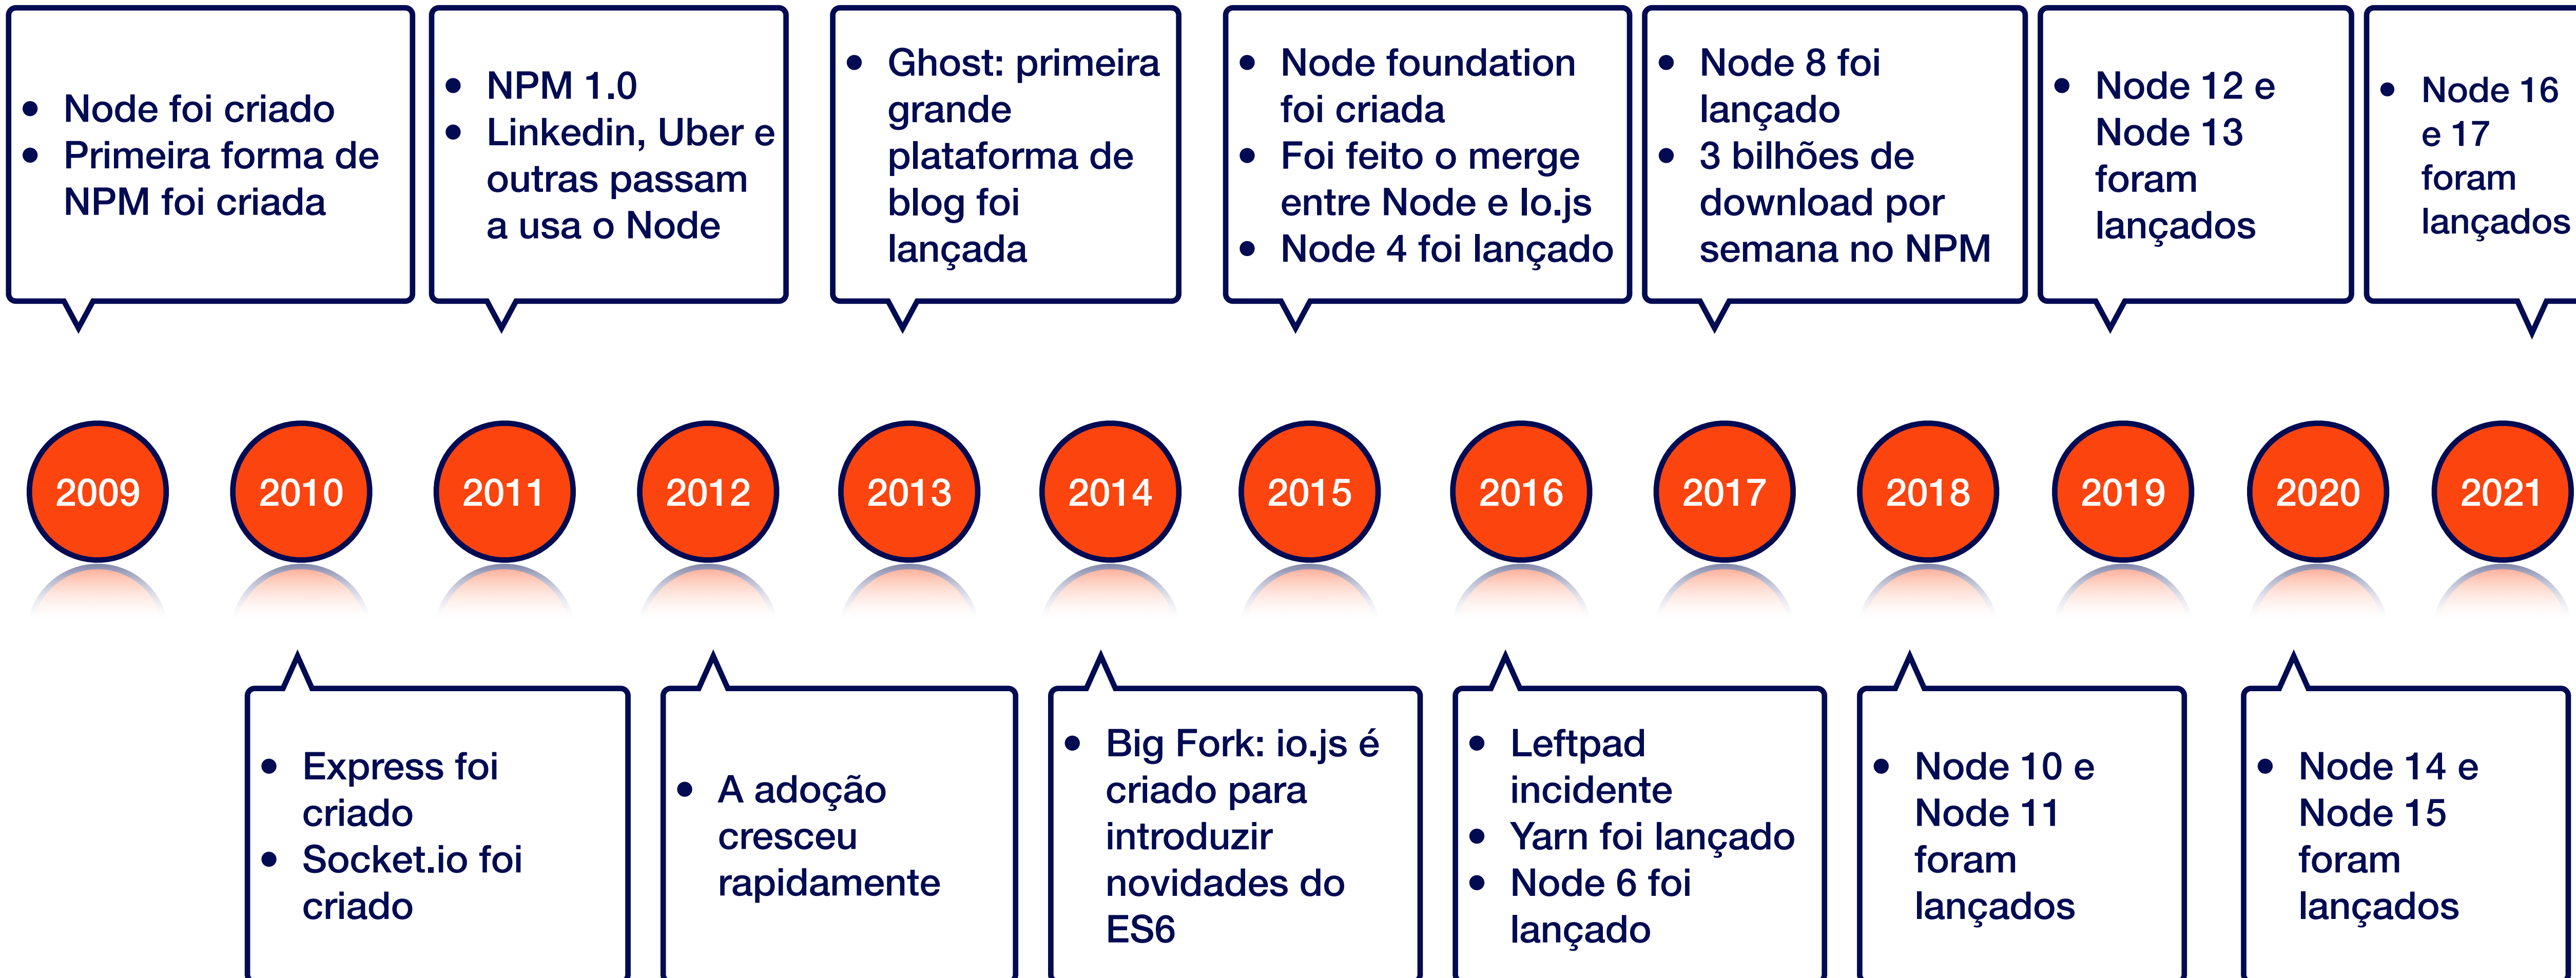 • Node foi criado
• Primeira forma de
NPM foi criada
• NPM 1.0
• Linkedin, Uber e
outras passam
a usa o Node
• Ghost: primeira
grande
plataforma de
blog foi
lançada
• Node foundation
foi criada
• Foi feito o merge
entre Node e Io.js
• Node 4 foi lançado
• Node 8 foi
lançado
• 3 bilhões de
download por
semana no NPM
• Node 12 e
Node 13
foram
lançados
• Node 16
e 17
foram
lançados
2009
2010
2011
2012
2013
2014
2015
2016
2017
2018
2019
2020
2021
• Express foi
criado
• Socket.io foi
criado
• A adoção
cresceu
rapidamente
• Big Fork: io.js é
criado para
introduzir
novidades do
ES6
• Leftpad
incidente
• Yarn foi lançado
• Node 6 foi
lançado
• Node 10 e
Node 11
foram
lançados
• Node 14 e
Node 15
foram
lançados